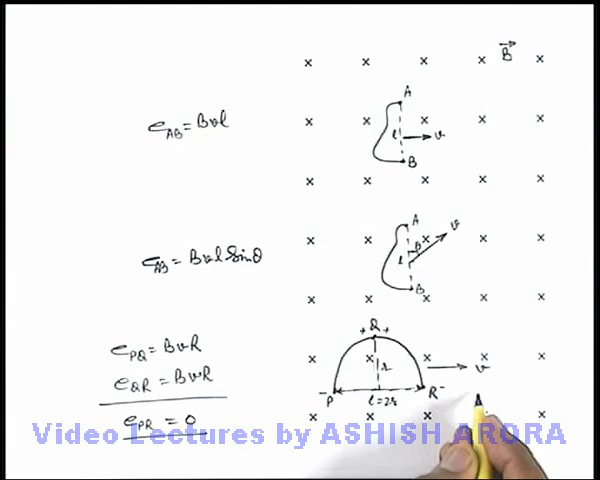 x x x x B⃗ x
e_AB = Bvl
x x x x x
A
l v
B
x x x x x
e_AB = Bvl Sinθ
x x x x x
A θ v
l
B
x x x x x
e_PQ = BvR
e_QR = BvR
e_PR = 0
+ Q +
x x x x
r v
- P l=2r R -
x x x x
Video Lectures by ASHISH ARORA